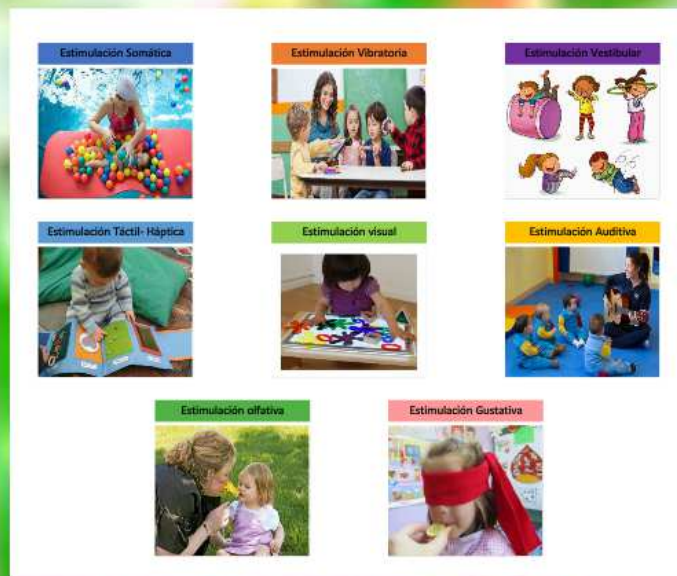 Estimulación Somática
Estimulación Vibratoria
Estimulación Vestibular
Estimulación Táctil- Háptica
Estimulación visual
Estimulación Auditiva
Estimulación olfativa
Estimulación Gustativa